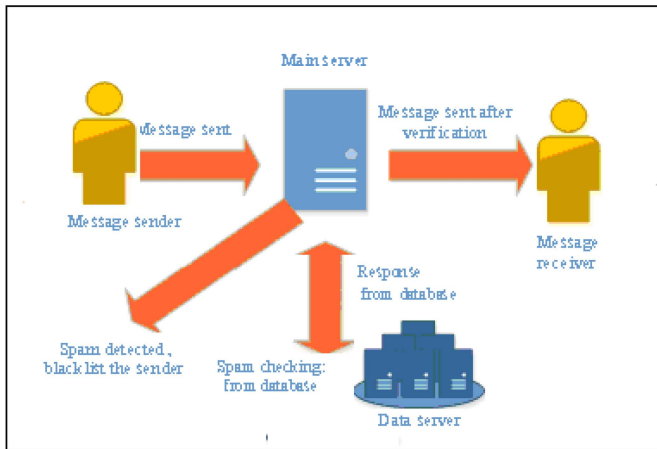 Main server
Message sent
Message sent after
verification
Message sender
Message
receiver
Response
from database
Spam detected,
black list the sender
Spam checking:
from database
Data server